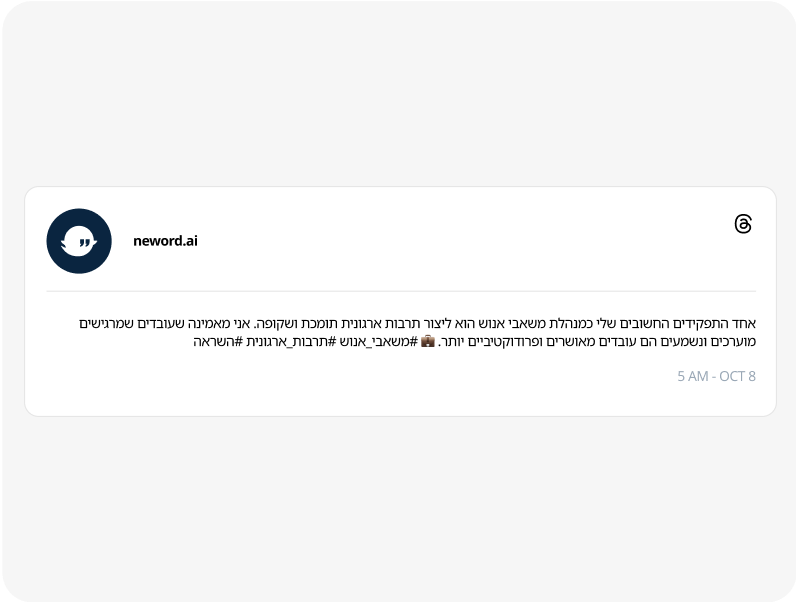 neword.ai
אחד התפקידים החשובים שלי כמנהלת משאבי אנוש הוא ליצור תרבות ארגונית תומכת ושקופה. אני מאמינה שעובדים שמרגישים
מוערכים ונשמעים הם עובדים מאושרים ופרודוקטיביים יותר. 💼 #משאבי_אנוש #תרבות_ארגונית #השראה
5 AM - OCT 8